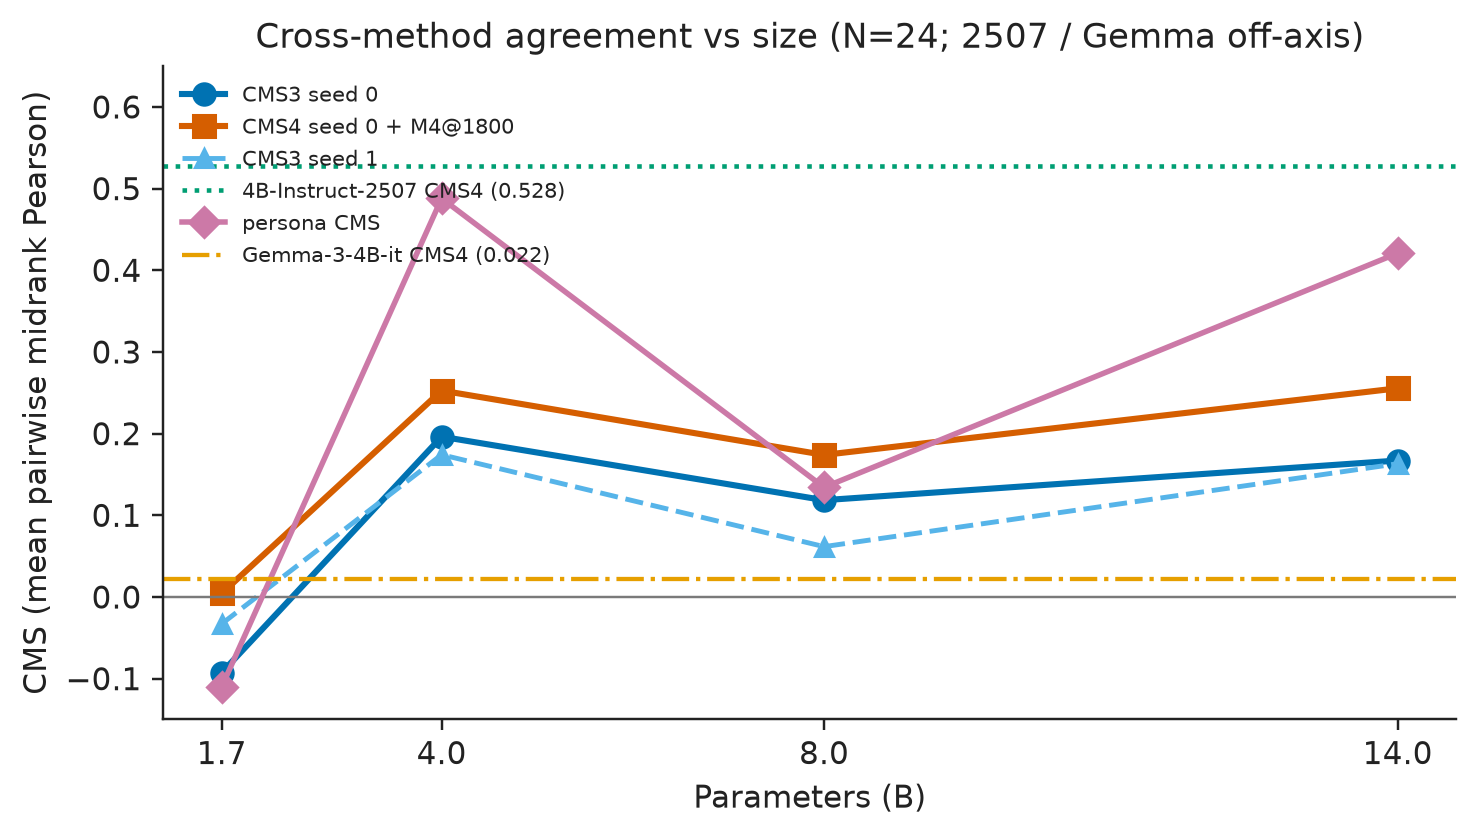 Cross-method agreement vs size (N=24; 2507 / Gemma off-axis)
CMS3 seed 0
CMS4 seed 0 + M4@1800
CMS3 seed 1
4B-Instruct-2507 CMS4 (0.528)
persona CMS
Gemma-3-4B-it CMS4 (0.022)
CMS (mean pairwise midrank Pearson)
0.6
0.5
0.4
0.3
0.2
0.1
0.0
−0.1
1.7
4.0
8.0
14.0
Parameters (B)